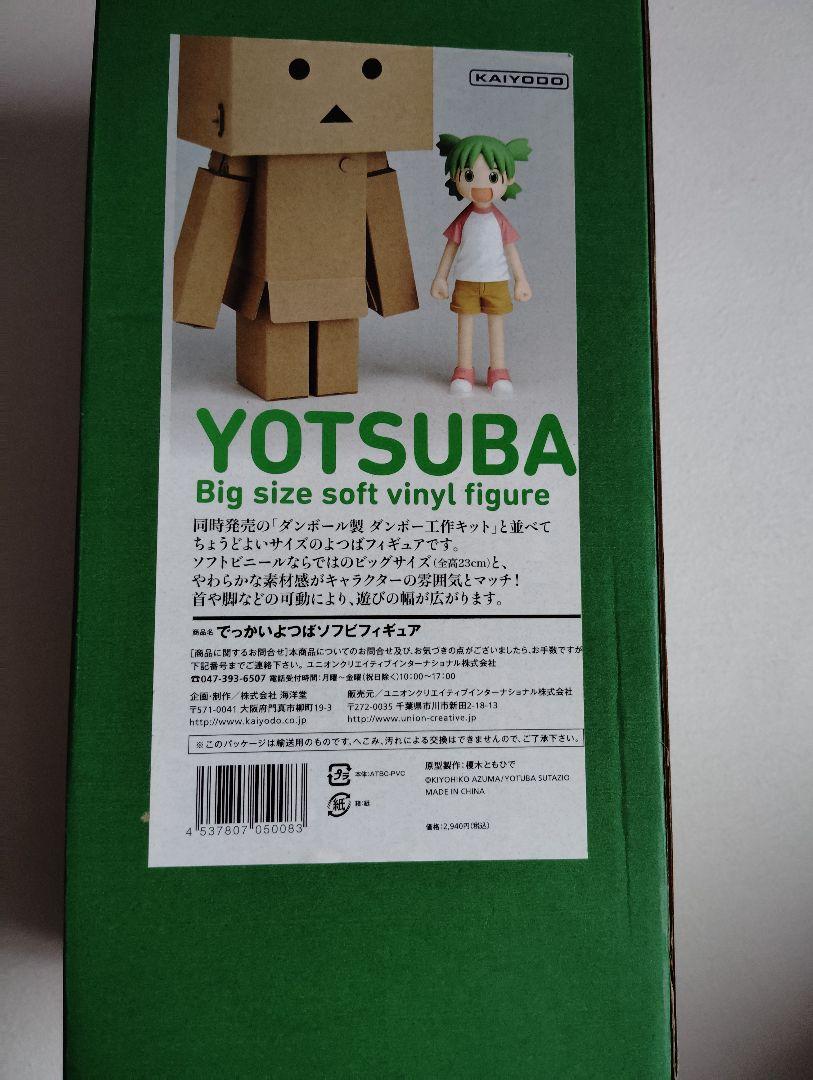 KAIYODO
YOTSUBA
Big size soft vinyl figure
同時発売の「ダンボール製 ダンボー工作キット」と並べて
ちょうどよいサイズのよつばフィギュアです。
ソフトビニールならではのビッグサイズ(全高23cm)と、
やわらかな素材感がキャラクターの雰囲気とマッチ!
首や脚などの可動により、遊びの幅が広がります。
商品名 でっかいよつばソフビフィギュア
[商品に関するお問合せ]本商品についてのお問合せ及び、お気づきの点がございましたら、お手数ですが
下記番号までご連絡下さい。ユニオンクリエイティブインターナショナル株式会社
☎047-393-6507 電話受付時間:月曜~金曜(祝日除く)10:00~17:00
企画・制作/株式会社 海洋堂
〒571-0041 大阪府門真市柳町19-3
http://www.kaiyodo.co.jp
販売元/ユニオンクリエイティブインターナショナル株式会社
〒272-0035 千葉県市川市新田2-18-13
http://www.union-creative.jp
※このパッケージは輸送用のものです、へこみ、汚れによる交換はできませんので、ご了承下さい。
4 537807 050083
プラ 本体:ATBC-PVC
紙 箱:紙
原型製作:榎木ともひで
©KIYOHIKO AZUMA/YOTUBA SUTAZIO
MADE IN CHINA
価格:2,940円(税込)